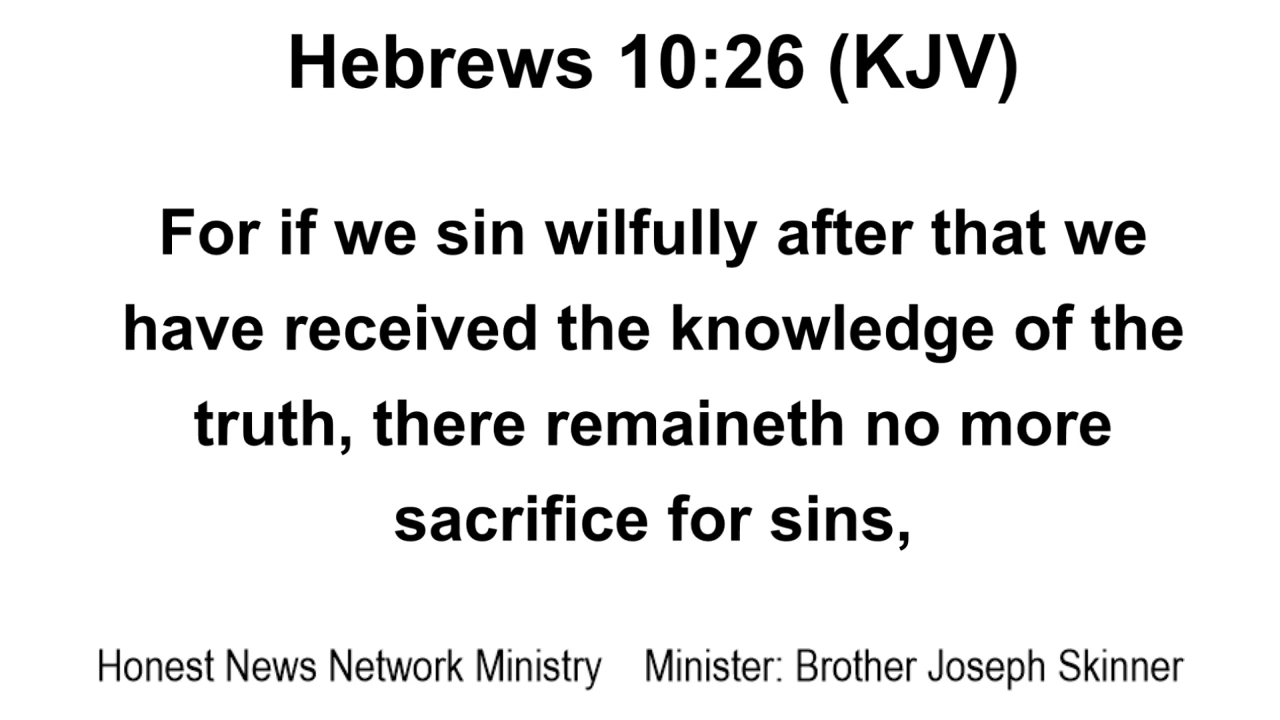 Hebrews 10:26 (KJV)
For if we sin wilfully after that we
have received the knowledge of the
truth, there remaineth no more
sacrifice for sins,
Honest News Network Ministry    Minister: Brother Joseph Skinner